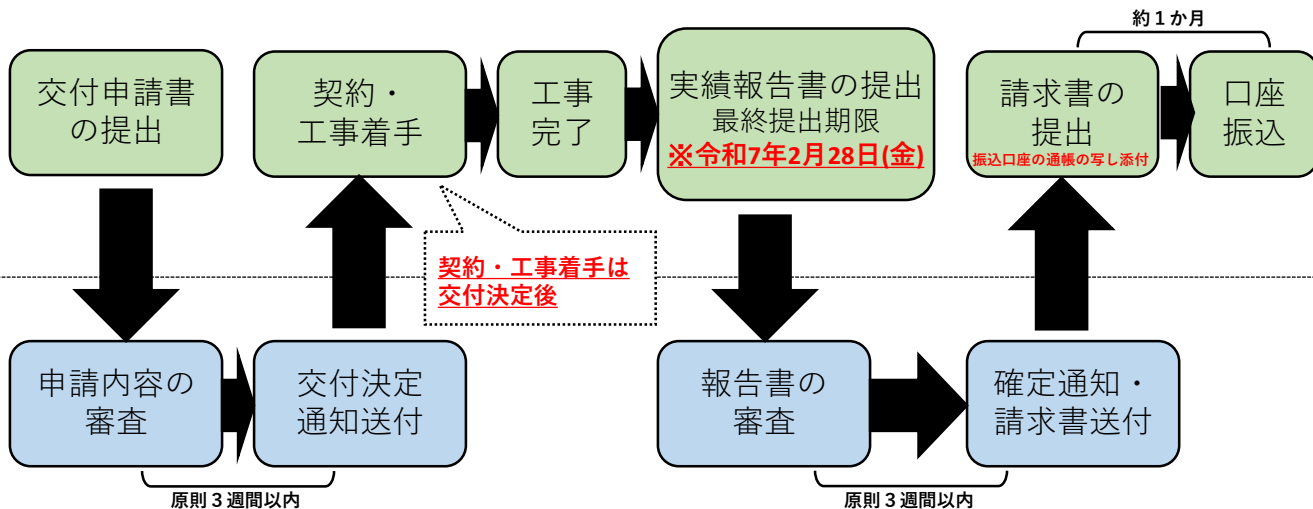 約１か月
交付申請書
の提出
契約・
工事着手
工事
完了
実績報告書の提出
最終提出期限
※令和7年2月28日(金)
請求書の
提出
振込口座の通帳の写し添付
口座
振込
契約・工事着手は
交付決定後
申請内容の
審査
交付決定
通知送付
報告書の
審査
確定通知・
請求書送付
原則３週間以内
原則３週間以内